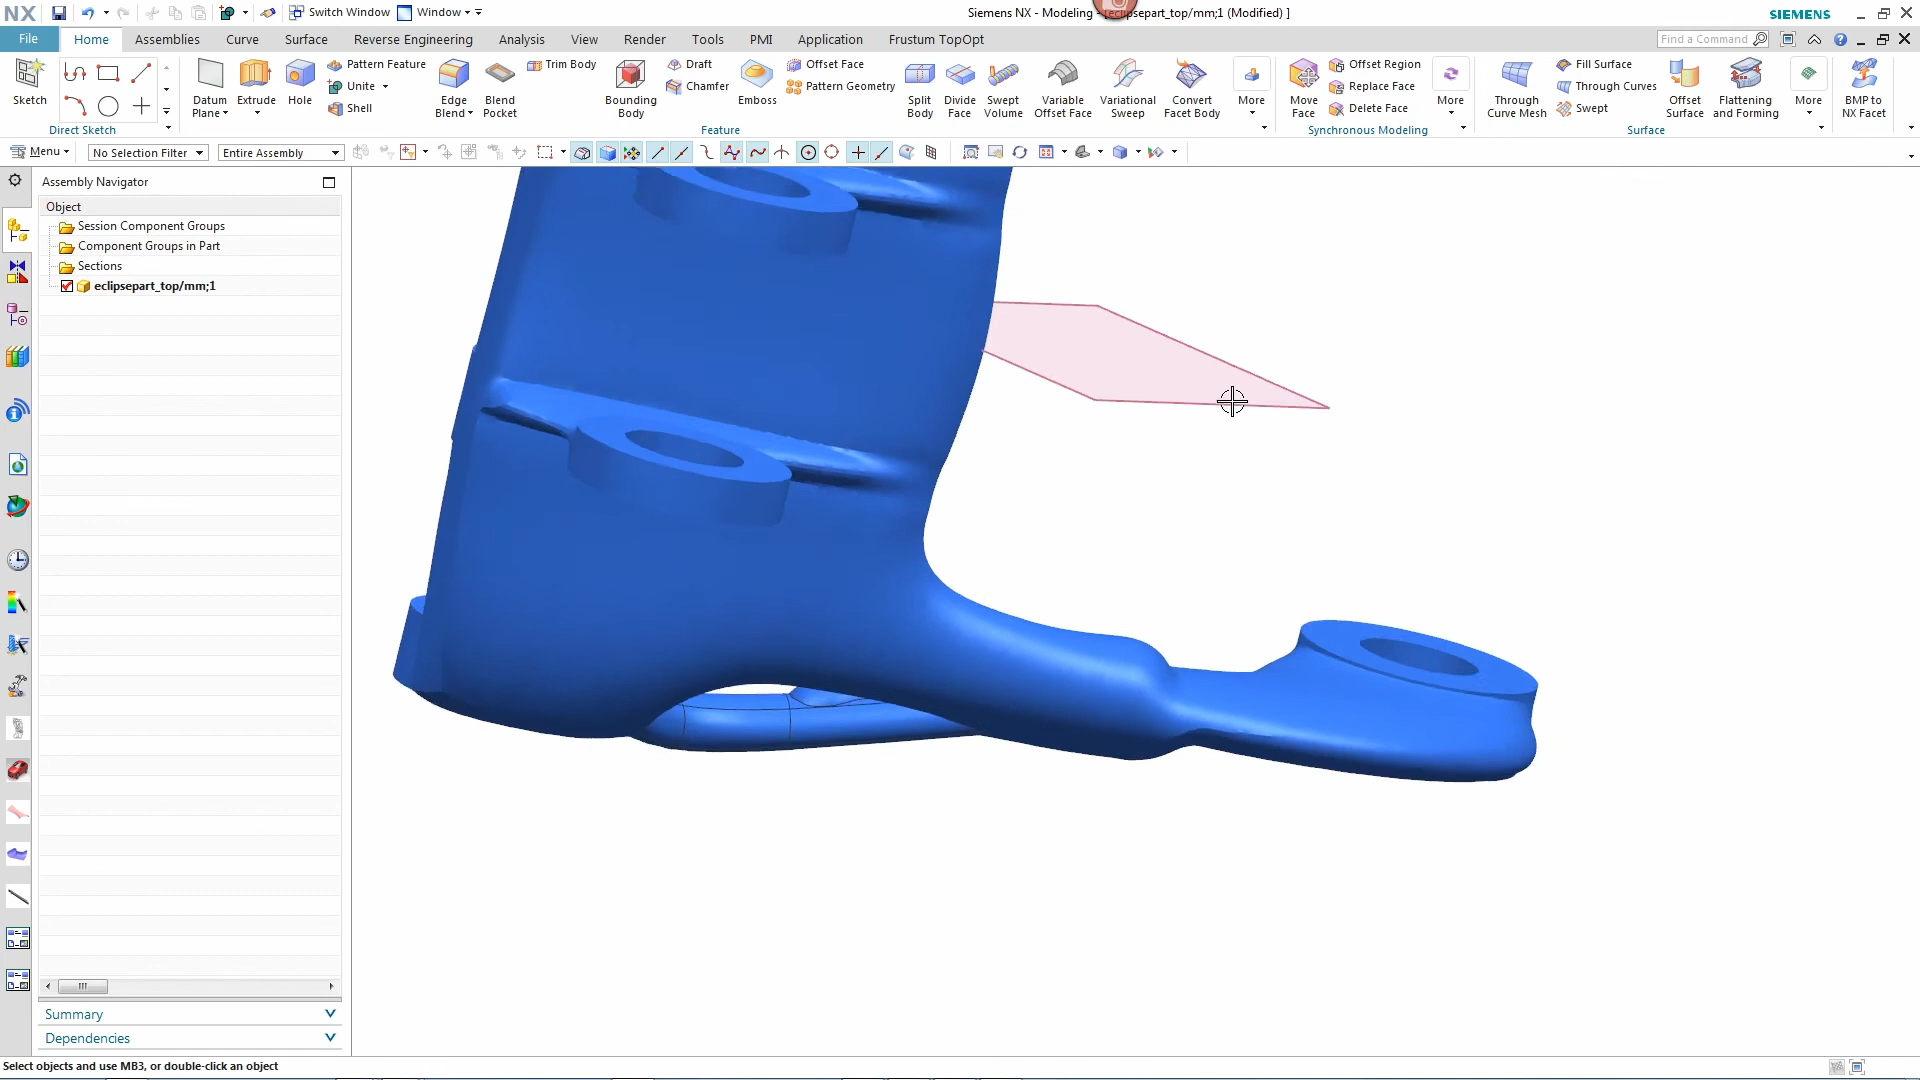 NX
Switch Window
Window
Siemens NX - Modeling -
psepart_top/mm;1 (Modified) ]
SIEMENS
File
Home
Assemblies
Curve
Surface
Reverse Engineering
Analysis
View
Render
Tools
PMI
Application
Frustum TopOpt
Find a Command
Sketch
Direct Sketch
Datum Plane
Extrude
Hole
Pattern Feature
Unite
Shell
Edge Blend
Blend Pocket
Trim Body
Bounding Body
Draft
Chamfer
Emboss
Offset Face
Pattern Geometry
Split Body
Divide Face
Swept Volume
Variable Offset Face
Variational Sweep
Convert Facet Body
More
Feature
Move Face
Offset Region
Replace Face
Delete Face
More
Synchronous Modeling
Through Curve Mesh
Fill Surface
Through Curves
Swept
Offset Surface
Flattening and Forming
More
Surface
BMP to NX Facet
Menu
No Selection Filter
Entire Assembly
Assembly Navigator
Object
Session Component Groups
Component Groups in Part
Sections
eclipsepart_top/mm;1
Summary
Dependencies
Select objects and use MB3, or double-click an object